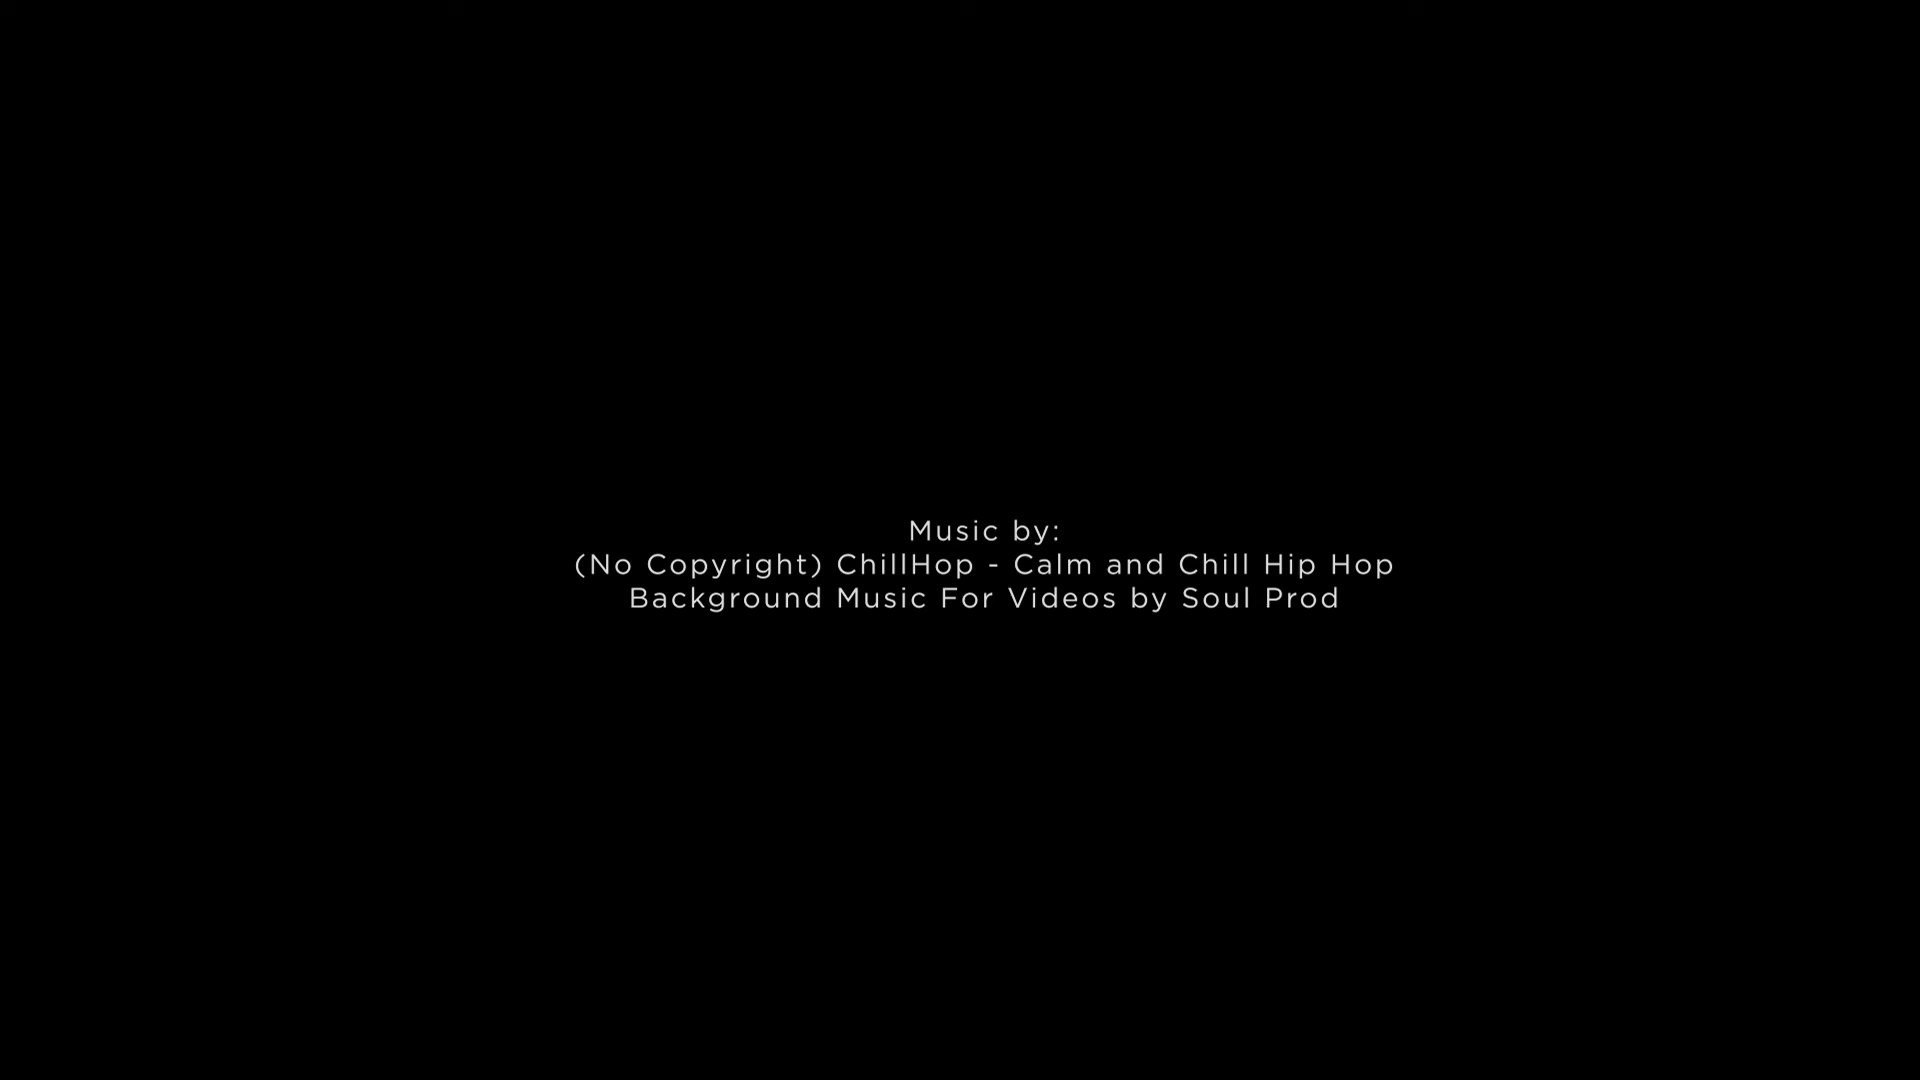 Music by:
(No Copyright) ChillHop - Calm and Chill Hip Hop
Background Music For Videos by Soul Prod